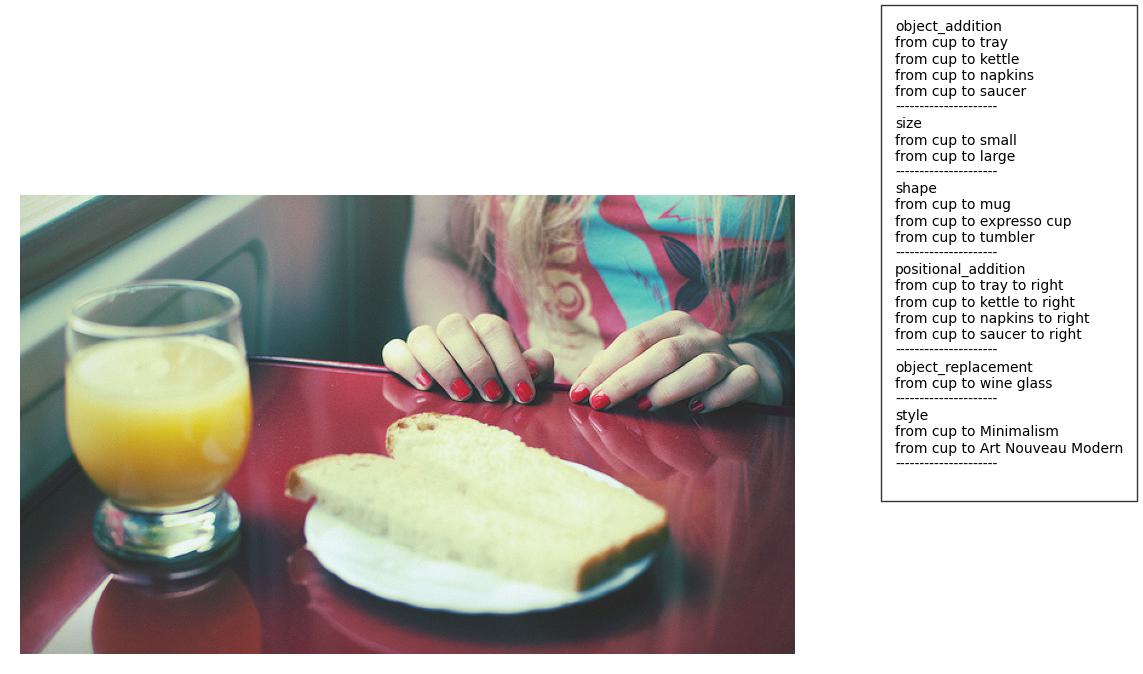 object_addition
from cup to tray
from cup to kettle
from cup to napkins
from cup to saucer
---------------------
size
from cup to small
from cup to large
---------------------
shape
from cup to mug
from cup to expresso cup
from cup to tumbler
---------------------
positional_addition
from cup to tray to right
from cup to kettle to right
from cup to napkins to right
from cup to saucer to right
---------------------
object_replacement
from cup to wine glass
---------------------
style
from cup to Minimalism
from cup to Art Nouveau Modern
---------------------